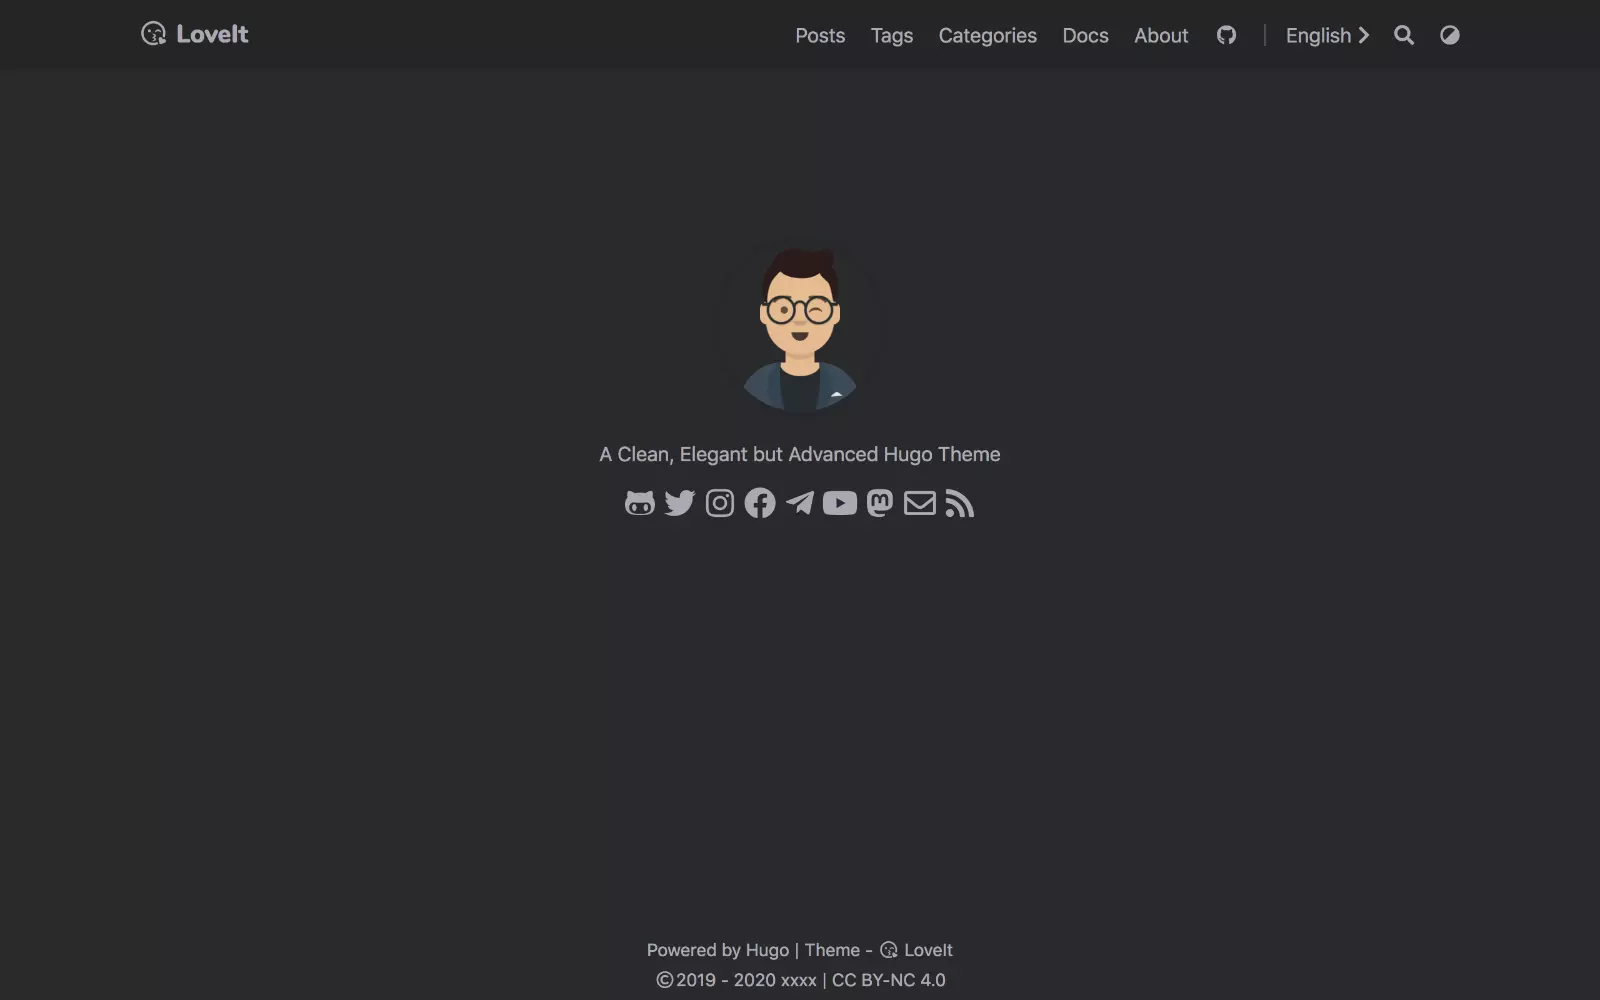 LoveIt
Posts Tags Categories Docs About | English
A Clean, Elegant but Advanced Hugo Theme
Powered by Hugo | Theme - LoveIt
©2019 - 2020 xxxx | CC BY-NC 4.0